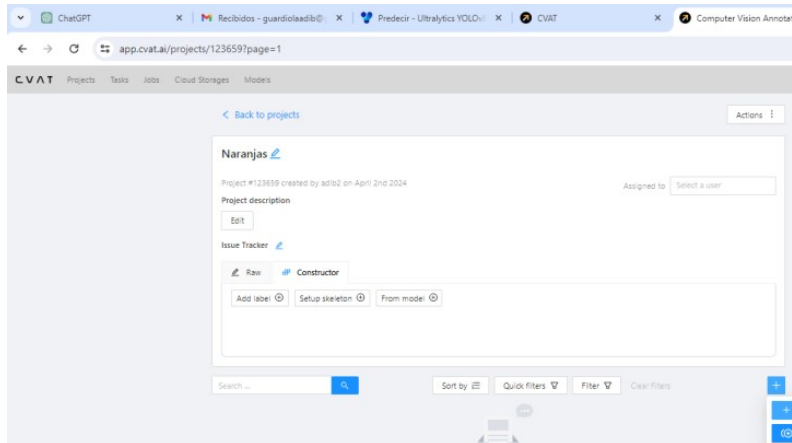 ChatGPT
Recibidos - guardiolaadib@
Predecir - Ultralytics YOLOv
CVAT
Computer Vision Annotat
app.cvat.ai/projects/123659?page=1
CVAT Projects Tasks Jobs Cloud Storages Models
Back to projects
Actions
Naranjas
Project #123659 created by adib2 on April 2nd 2024
Assigned to Select a user
Project description
Edit
Issue Tracker
Raw Constructor
Add label Setup skeleton From model
Search ... Sort by Quick filters Filter Clear filters